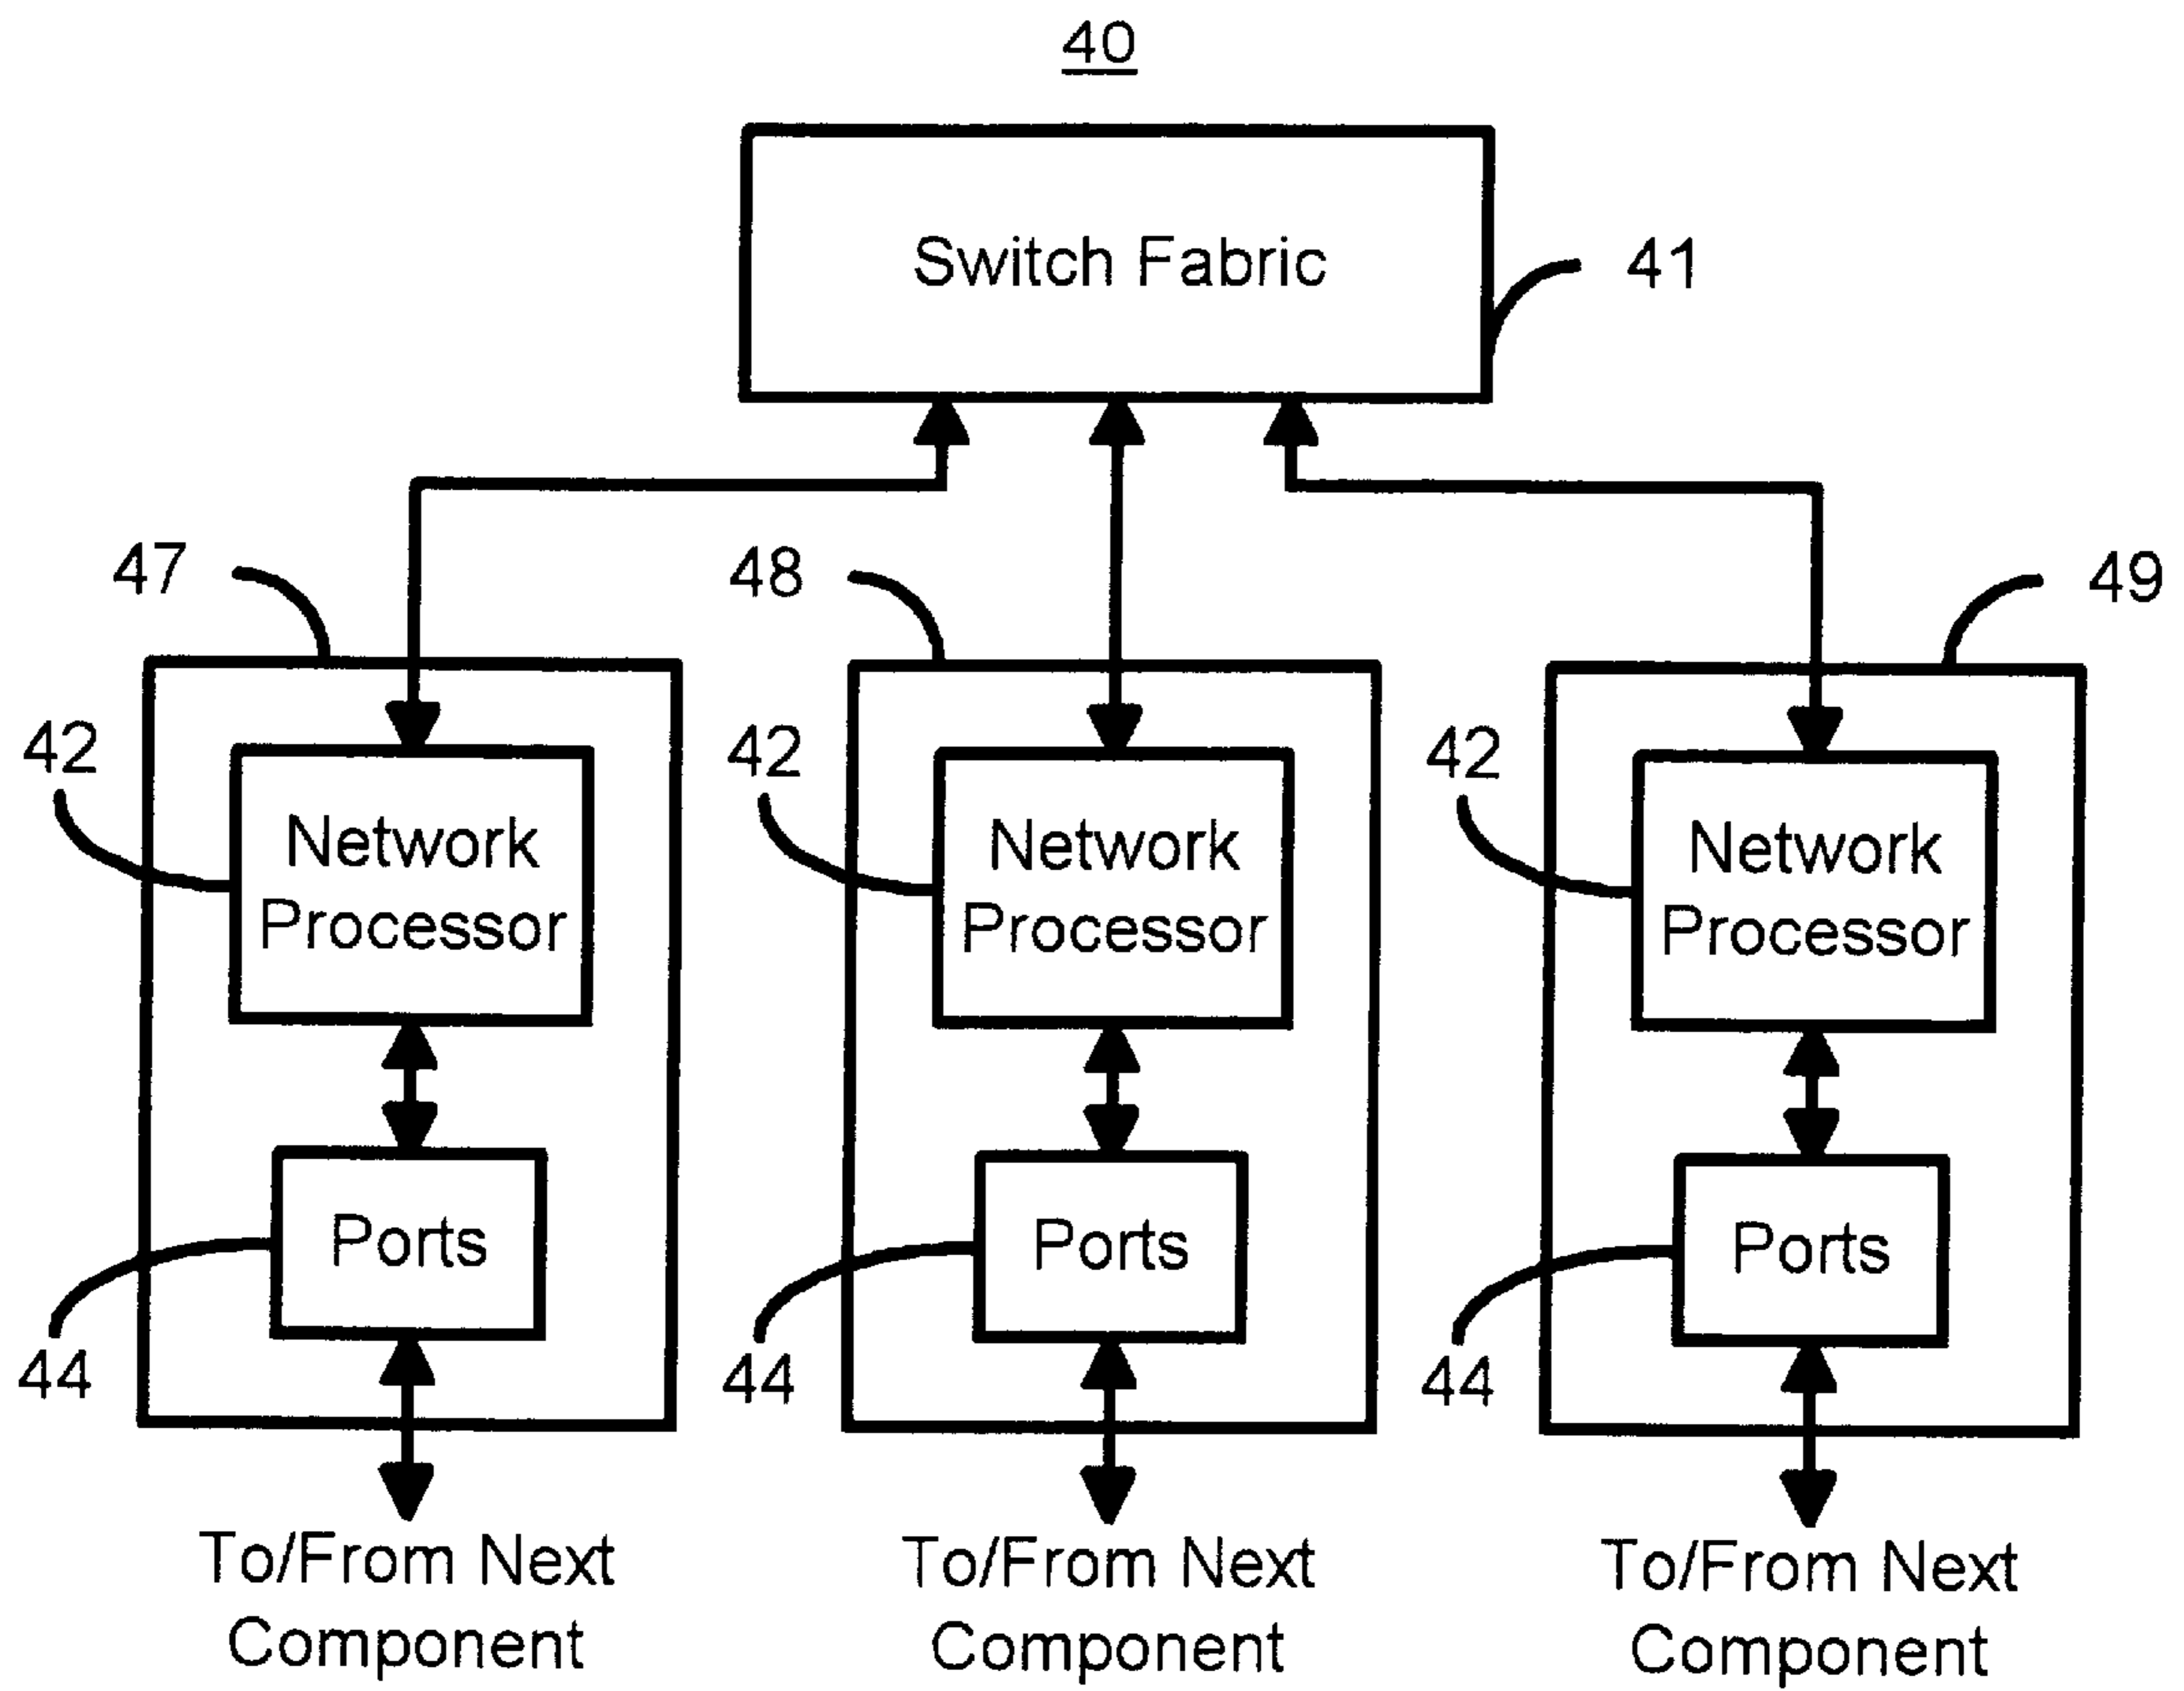 40
Switch Fabric
41
47
48
49
42
42
42
Network
Processor
Network
Processor
Network
Processor
Ports
Ports
Ports
44
44
44
To/From Next
Component
To/From Next
Component
To/From Next
Component